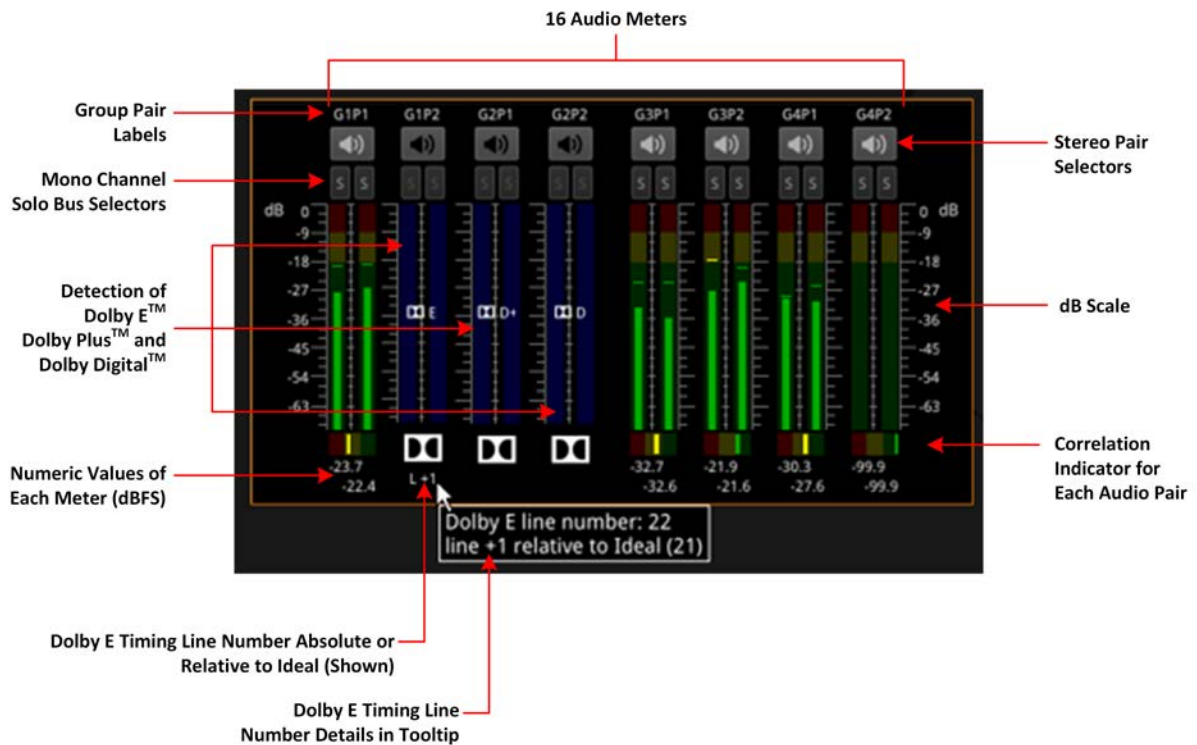 16 Audio Meters
Group Pair
Labels
Mono Channel
Solo Bus Selectors
Detection of
Dolby E™
Dolby Plus™ and
Dolby Digital™
Numeric Values of
Each Meter (dBFS)
G1P1 G1P2 G2P1 G2P2 G3P1 G3P2 G4P1 G4P2
S S S S S S S S S S S S S S S S
dB 0 0 dB
-9 -9
-18 -18
-27 -27
-36 E D+ D -36
-45 -45
-54 -54
-63 -63
-23.7 -32.7 -21.9 -30.3 -99.9
-22.4 L +1 -32.6 -21.6 -27.6 -99.9
Dolby E line number: 22
line +1 relative to Ideal (21)
Stereo Pair
Selectors
dB Scale
Correlation
Indicator for
Each Audio Pair
Dolby E Timing Line Number Absolute or
Relative to Ideal (Shown)
Dolby E Timing Line
Number Details in Tooltip